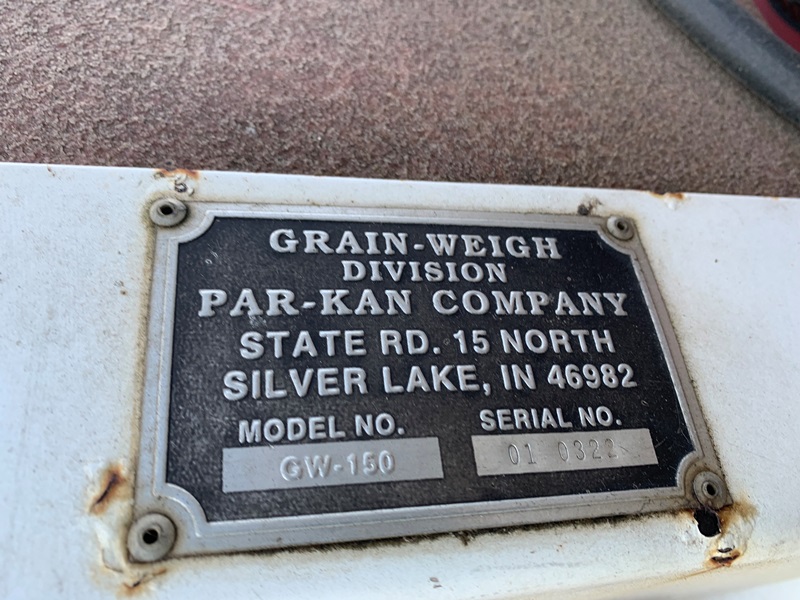 GRAIN-WEIGH
DIVISION
PAR-KAN COMPANY
STATE RD. 15 NORTH
SILVER LAKE, IN 46982
MODEL NO. SERIAL NO.
GW-150 01 0322